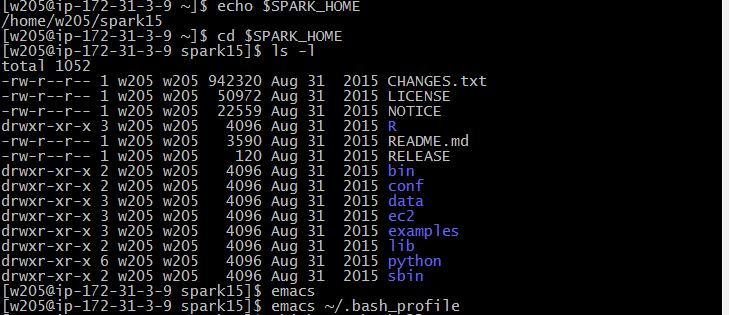 [w205@ip-172-31-3-9 ~]$ echo $SPARK_HOME
/home/w205/spark15
[w205@ip-172-31-3-9 ~]$ cd $SPARK_HOME
[w205@ip-172-31-3-9 spark15]$ ls -l
total 1052
-rw-r--r-- 1 w205 w205 942320 Aug 31  2015 CHANGES.txt
-rw-r--r-- 1 w205 w205  50972 Aug 31  2015 LICENSE
-rw-r--r-- 1 w205 w205  22559 Aug 31  2015 NOTICE
drwxr-xr-x 3 w205 w205   4096 Aug 31  2015 R
-rw-r--r-- 1 w205 w205   3590 Aug 31  2015 README.md
-rw-r--r-- 1 w205 w205    120 Aug 31  2015 RELEASE
drwxr-xr-x 2 w205 w205   4096 Aug 31  2015 bin
drwxr-xr-x 2 w205 w205   4096 Aug 31  2015 conf
drwxr-xr-x 3 w205 w205   4096 Aug 31  2015 data
drwxr-xr-x 3 w205 w205   4096 Aug 31  2015 ec2
drwxr-xr-x 3 w205 w205   4096 Aug 31  2015 examples
drwxr-xr-x 2 w205 w205   4096 Aug 31  2015 lib
drwxr-xr-x 6 w205 w205   4096 Aug 31  2015 python
drwxr-xr-x 2 w205 w205   4096 Aug 31  2015 sbin
[w205@ip-172-31-3-9 spark15]$ emacs
[w205@ip-172-31-3-9 spark15]$ emacs ~/.bash_profile